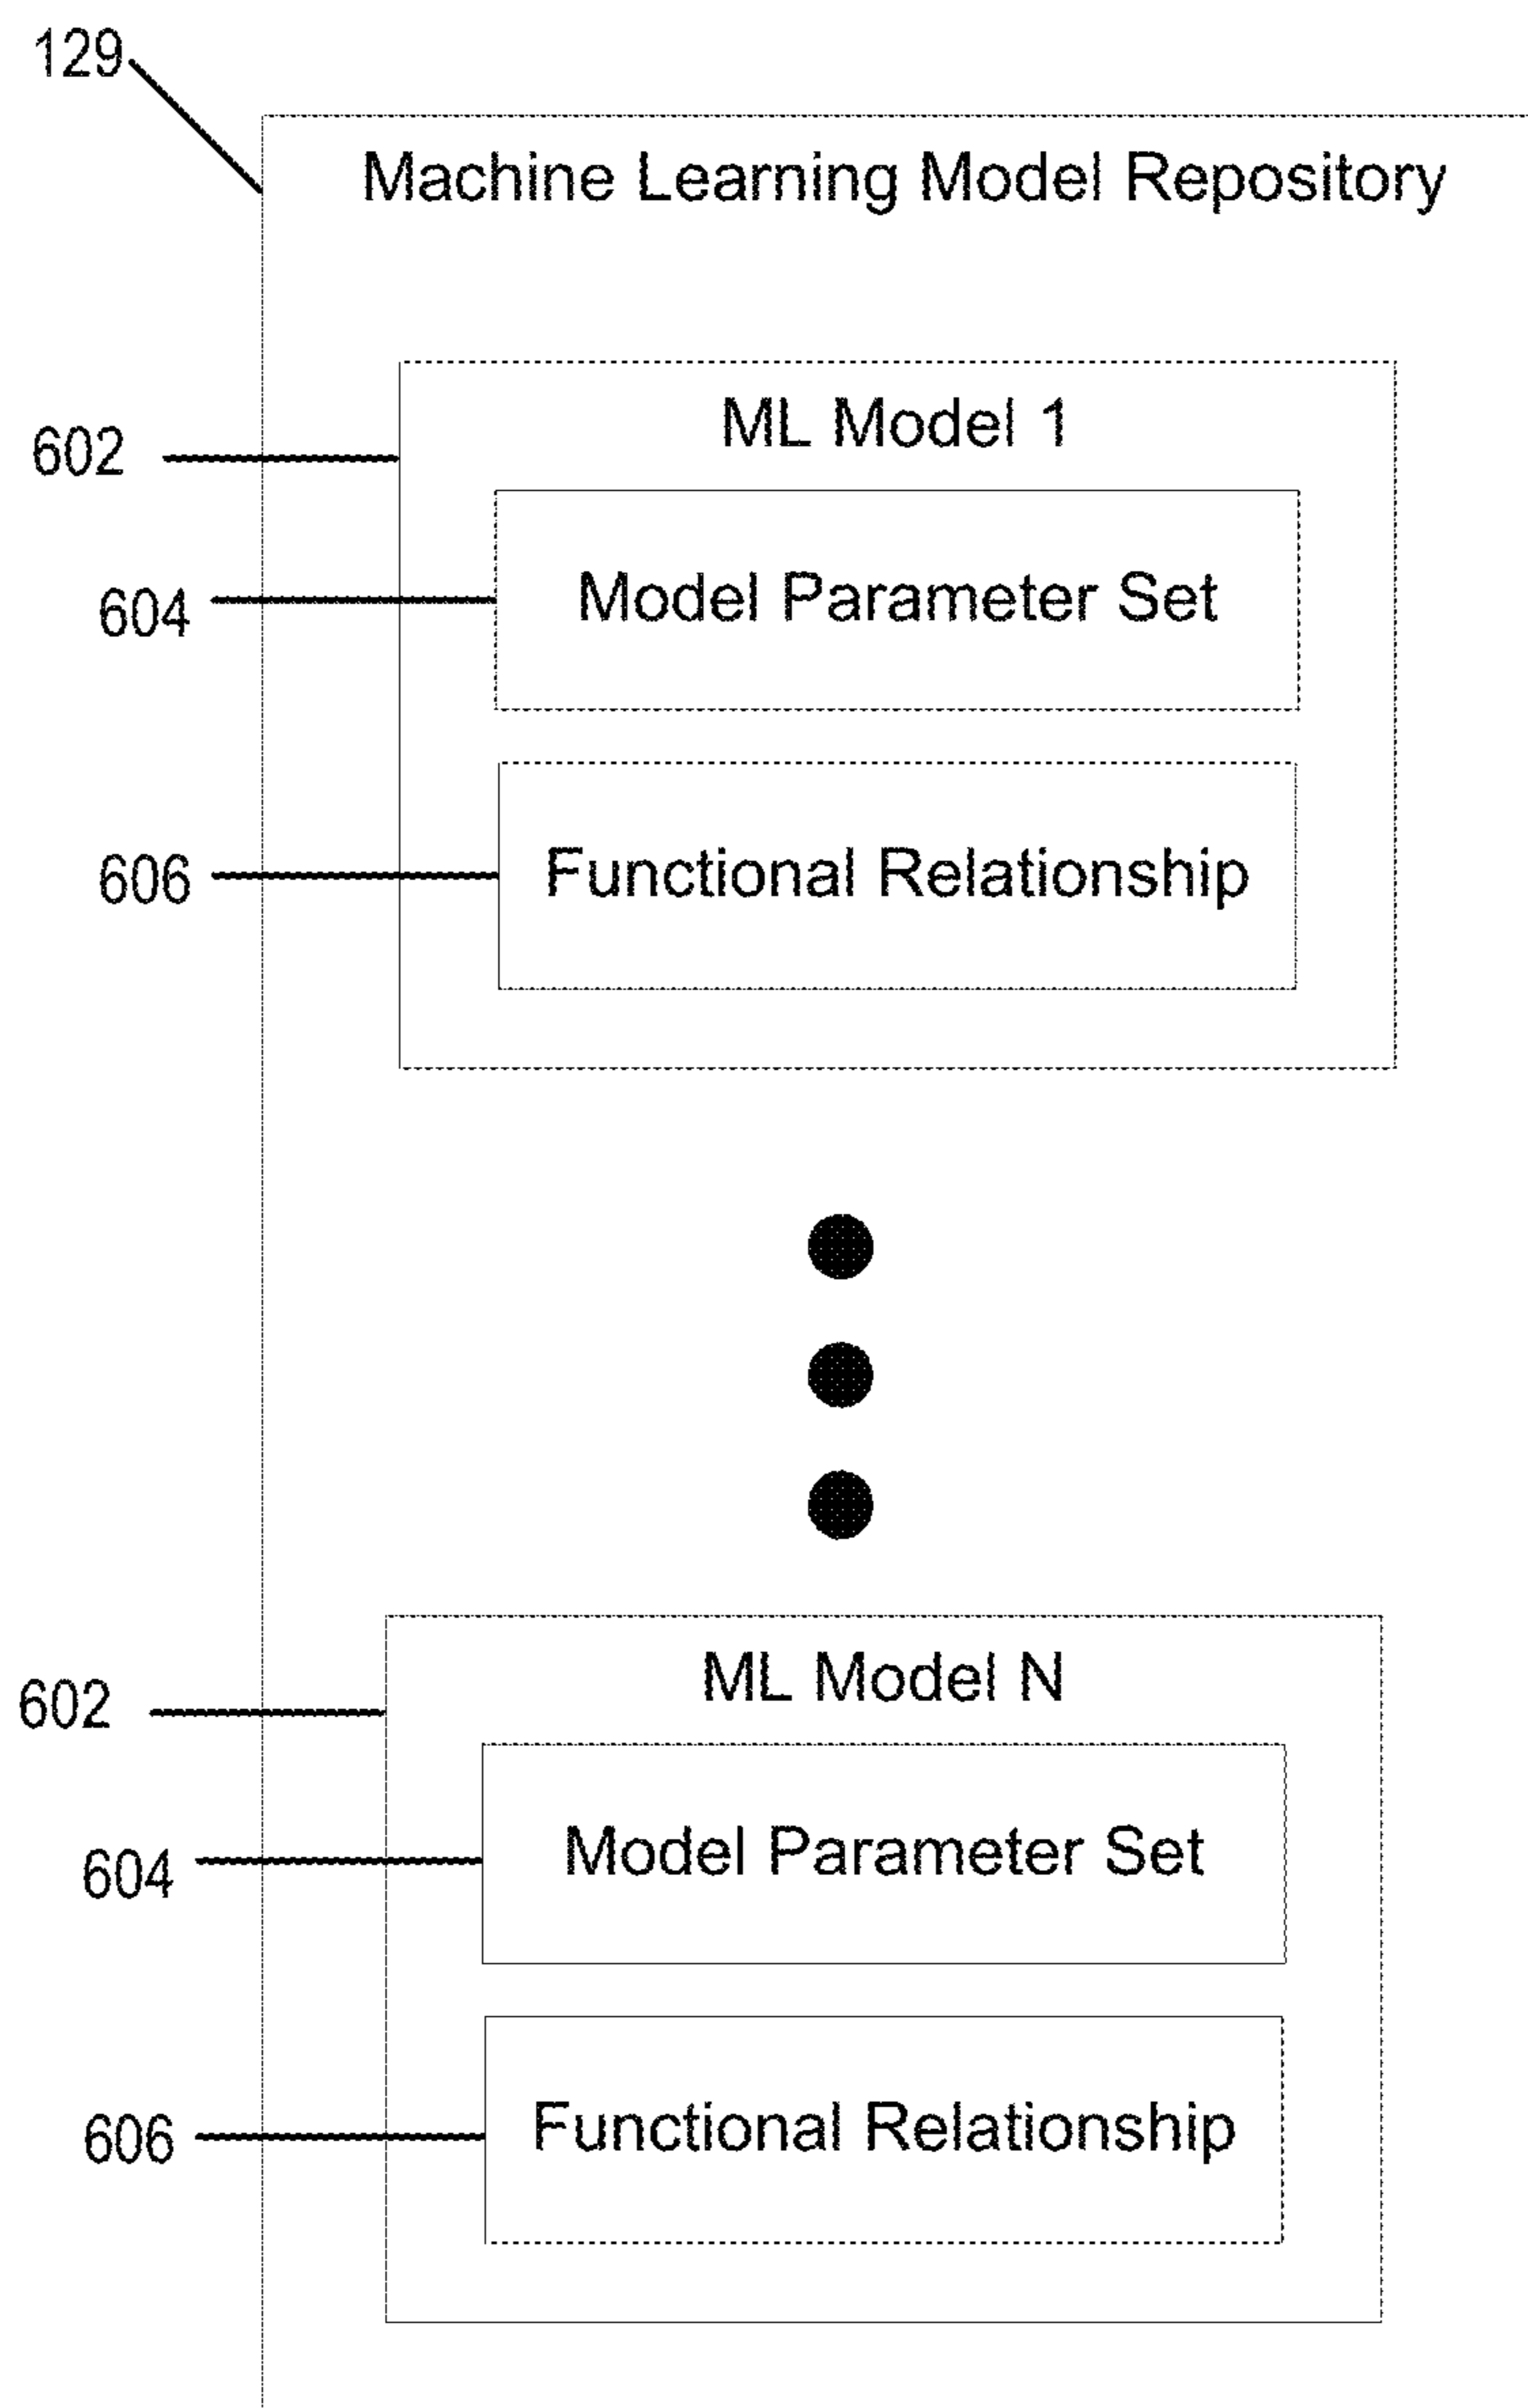 129
Machine Learning Model Repository
ML Model 1
602
Model Parameter Set
604
Functional Relationship
606
ML Model N
602
Model Parameter Set
604
Functional Relationship
606